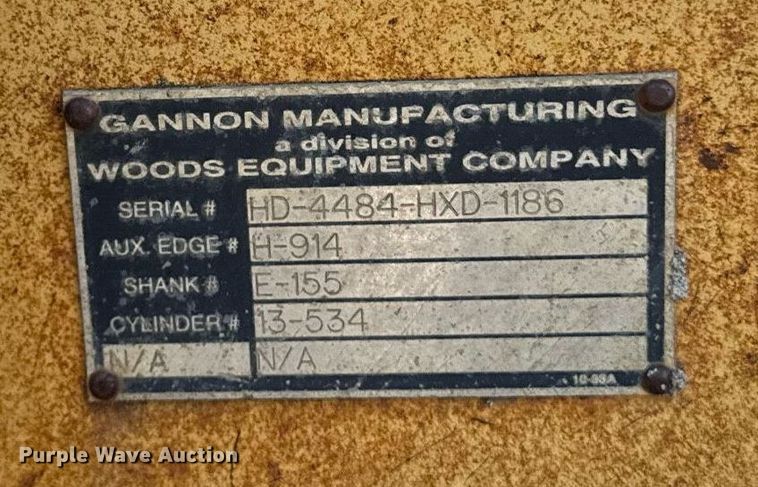 GANNON MANUFACTURING
a division of
WOODS EQUIPMENT COMPANY
SERIAL # HD-4484-HXD-1186
AUX. EDGE # H-914
SHANK # E-155
CYLINDER # 13-534
N/A N/A
10-93A
Purple Wave Auction